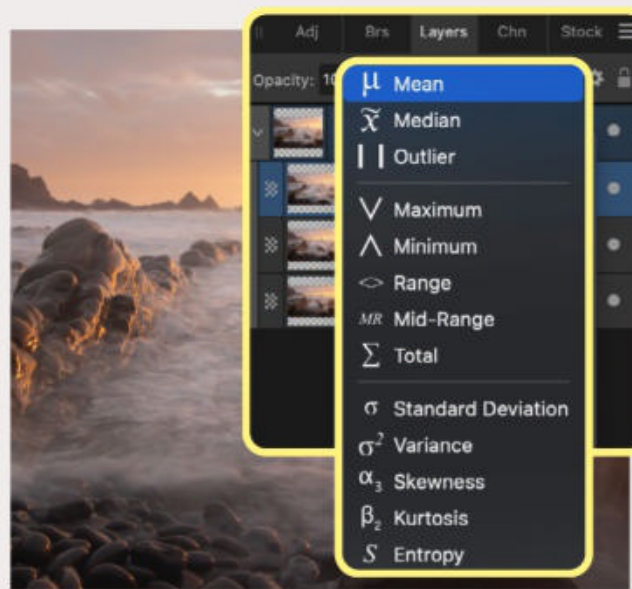 Adj Brs Layers Chn Stock
Opacity: 10
μ Mean
x̃ Median
Outlier
Maximum
Minimum
Range
MR Mid-Range
∑ Total
σ Standard Deviation
σ² Variance
α₃ Skewness
β₂ Kurtosis
S Entropy